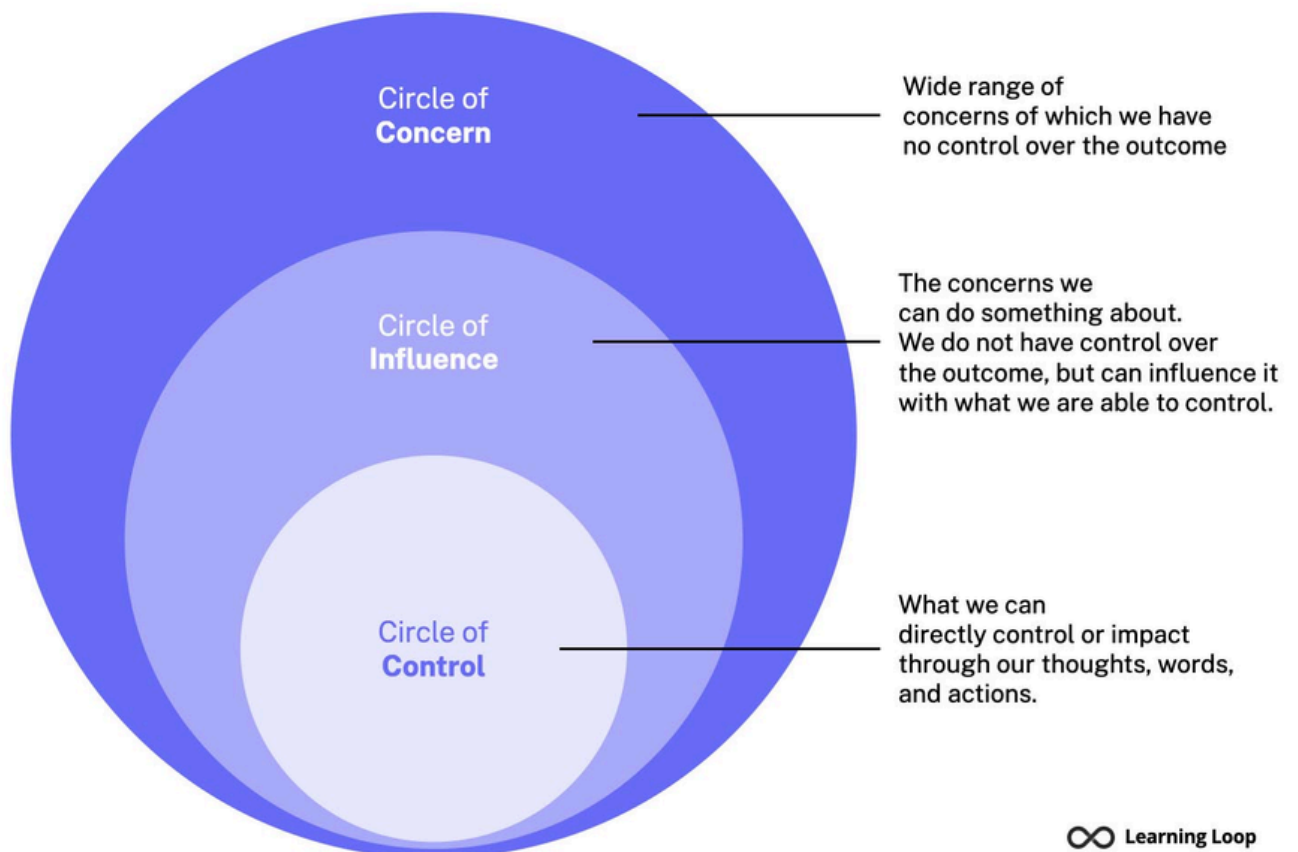 Circle of
Concern
Wide range of
concerns of which we have
no control over the outcome
Circle of
Influence
The concerns we
can do something about.
We do not have control over
the outcome, but can influence it
with what we are able to control.
Circle of
Control
What we can
directly control or impact
through our thoughts, words,
and actions.
Learning Loop